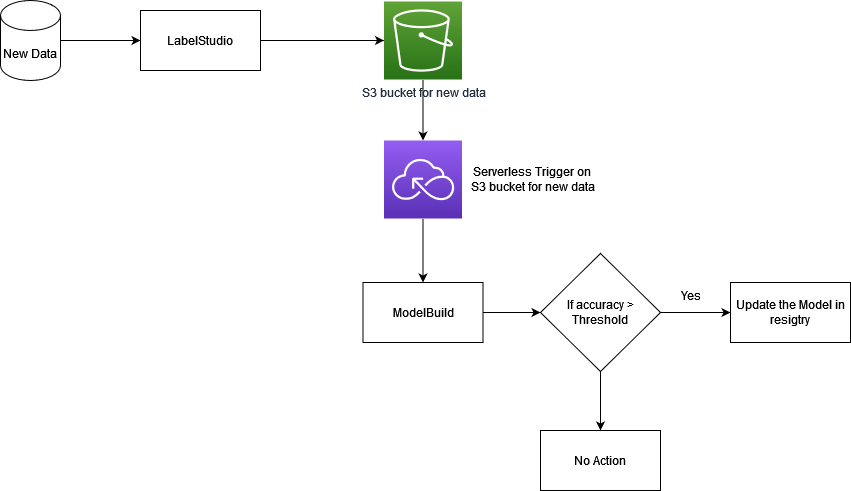 New Data
LabelStudio
S3 bucket for new data
Serverless Trigger on
S3 bucket for new data
ModelBuild
If accuracy >
Threshold
Yes
Update the Model in
resigtry
No Action